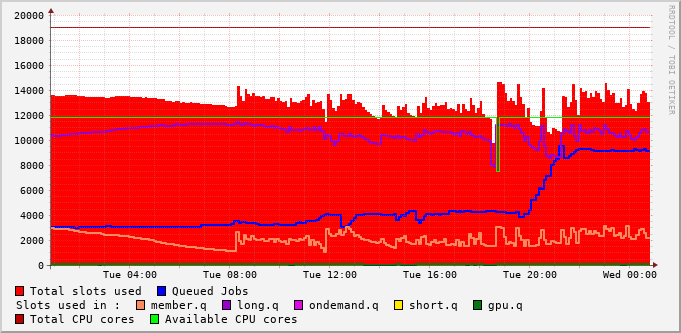 RRDTOOL / TOBI OETIKER
20000
18000
16000
14000
12000
10000
8000
6000
4000
2000
0
Tue 04:00 Tue 08:00 Tue 12:00 Tue 16:00 Tue 20:00 Wed 00:00
Total slots used Queued Jobs
Slots used in : member.q long.q ondemand.q short.q gpu.q
Total CPU cores Available CPU cores